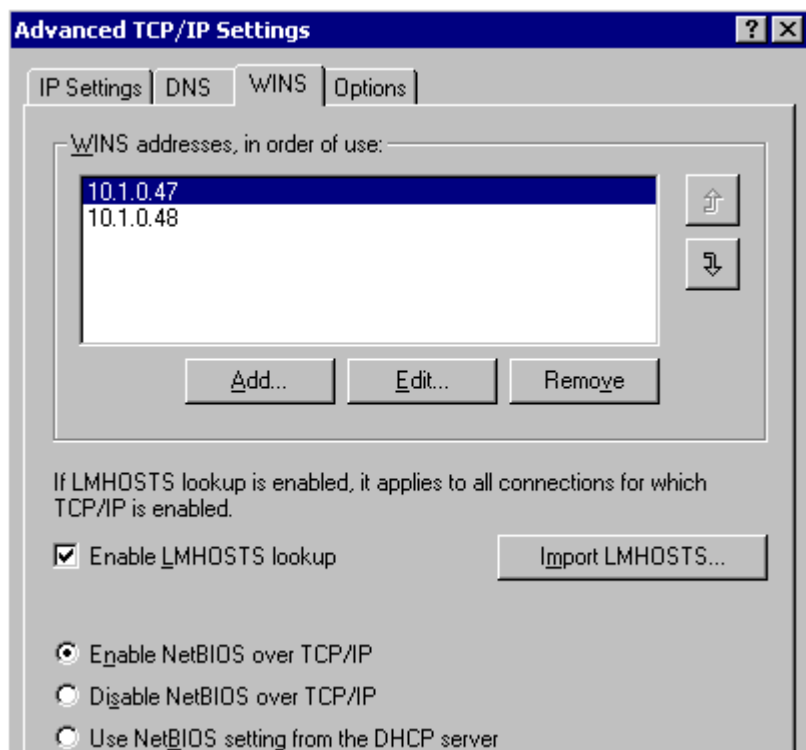 Advanced TCP/IP Settings
IP Settings DNS WINS Options
WINS addresses, in order of use:
10.1.0.47
10.1.0.48
Add... Edit... Remove
If LMHOSTS lookup is enabled, it applies to all connections for which
TCP/IP is enabled.
Enable LMHOSTS lookup Import LMHOSTS...
Enable NetBIOS over TCP/IP
Disable NetBIOS over TCP/IP
Use NetBIOS setting from the DHCP server